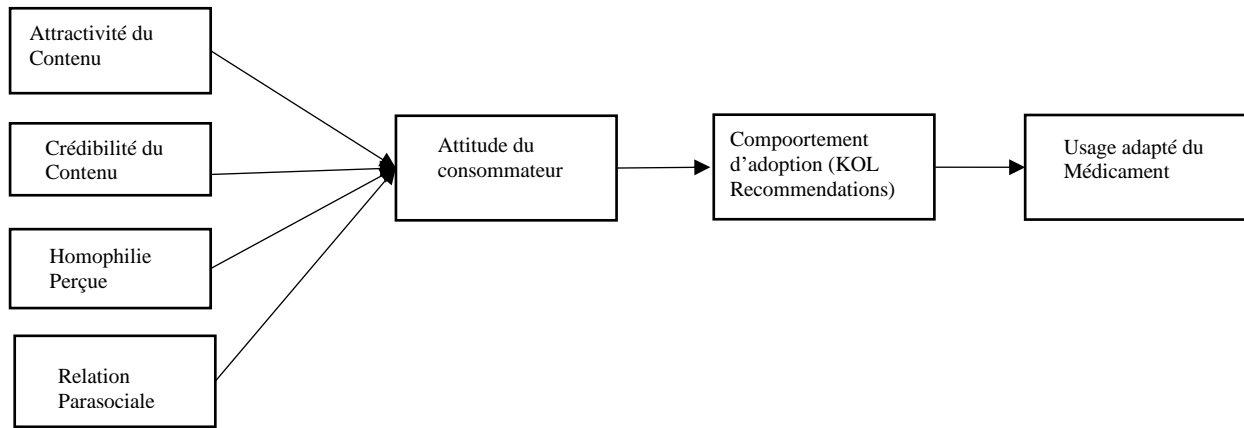 Attractivité du
Contenu
Crédibilité du
Contenu
Homophilie
Perçue
Relation
Parasociale
Attitude du
consommateur
Compoortement
d'adoption (KOL
Recommendations)
Usage adapté du
Médicament